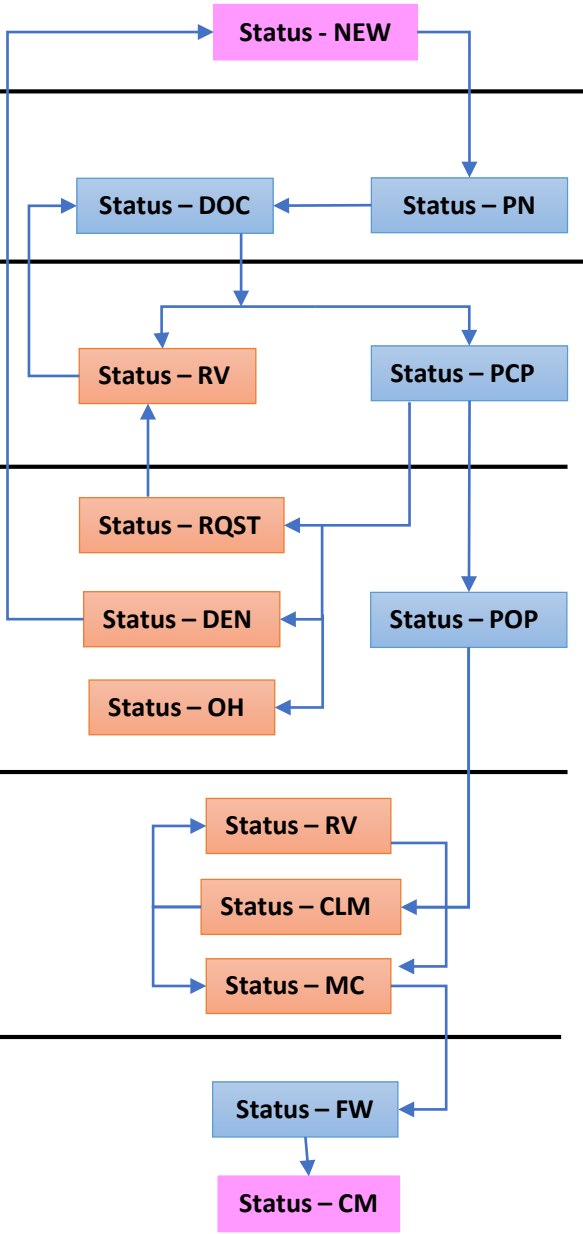 Status - NEW
Status – DOC
Status – PN
Status – RV
Status – PCP
Status – RQST
Status – DEN
Status – POP
Status – OH
Status – RV
Status – CLM
Status – MC
Status – FW
Status – CM